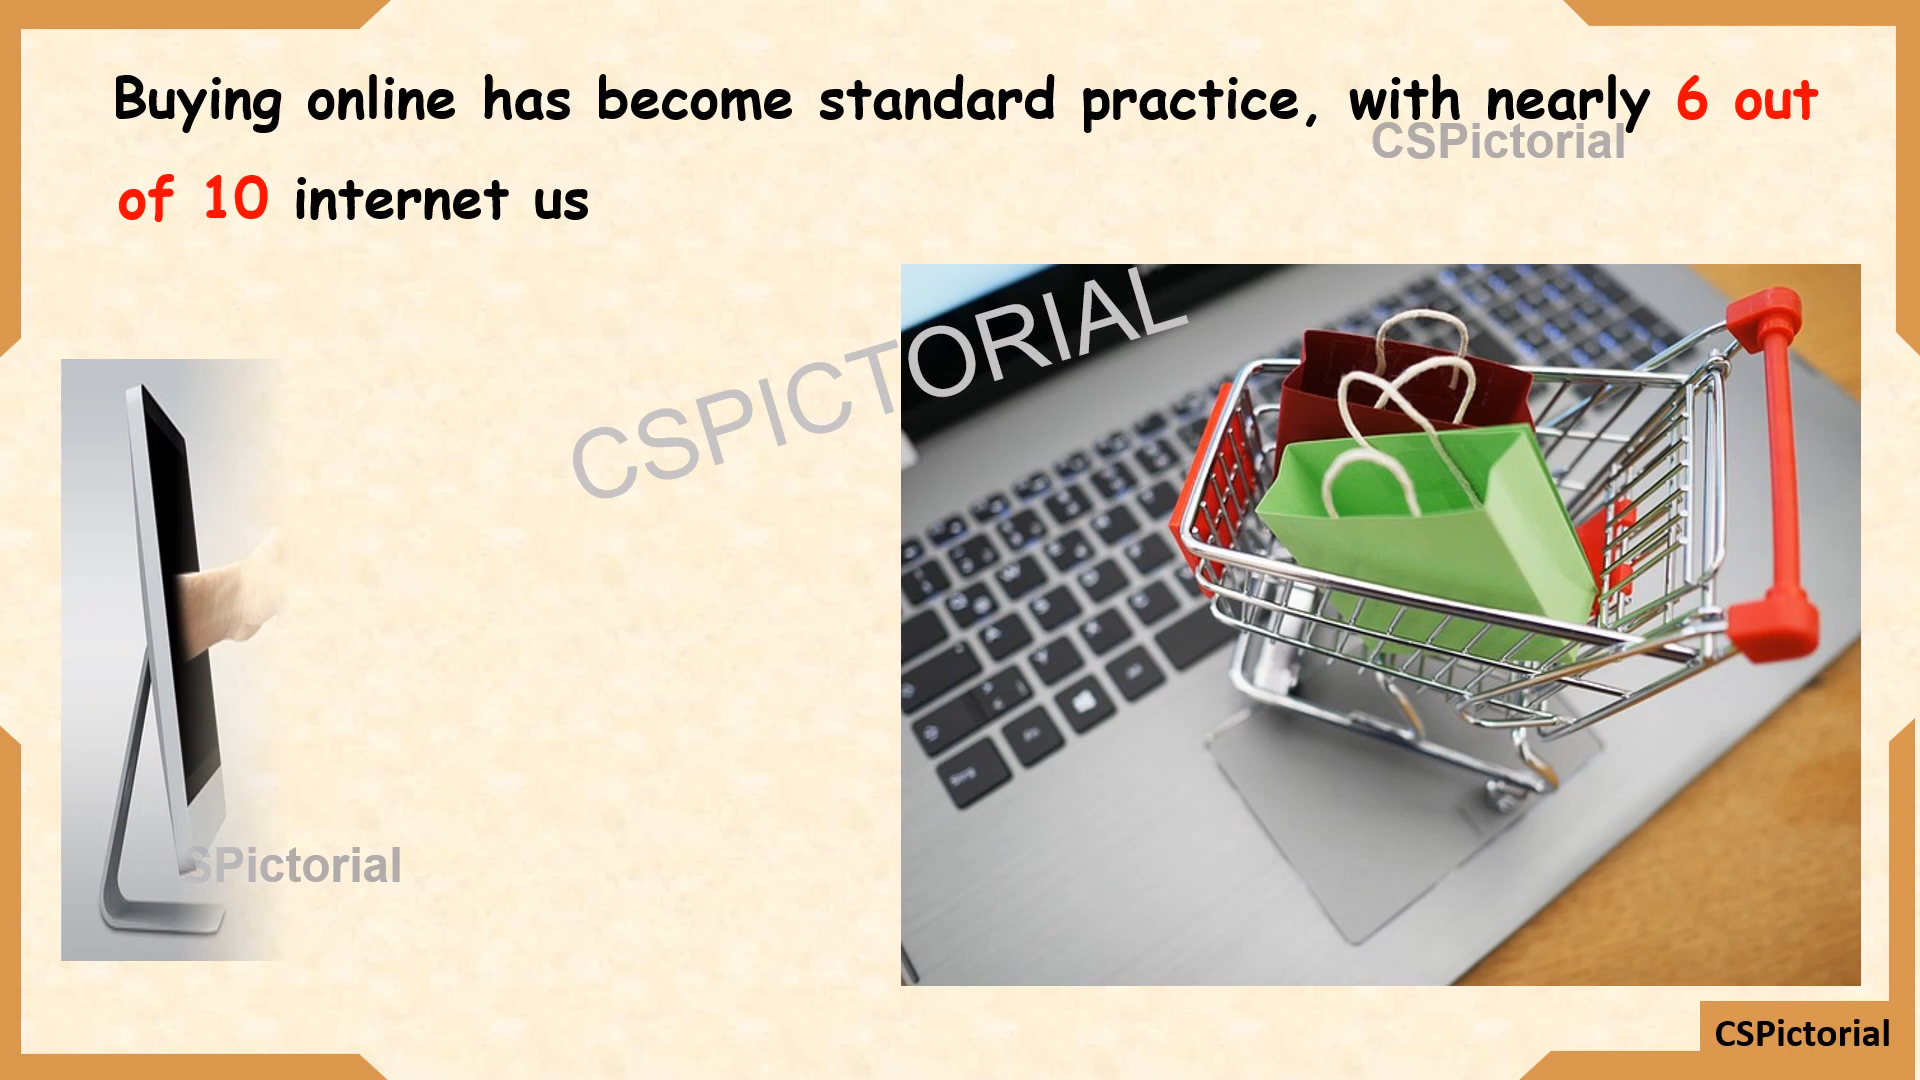 Buying online has become standard practice, with nearly 6 out
CSPictorial
of 10 internet us
CSPICTORIAL
SPictorial
CSPictorial